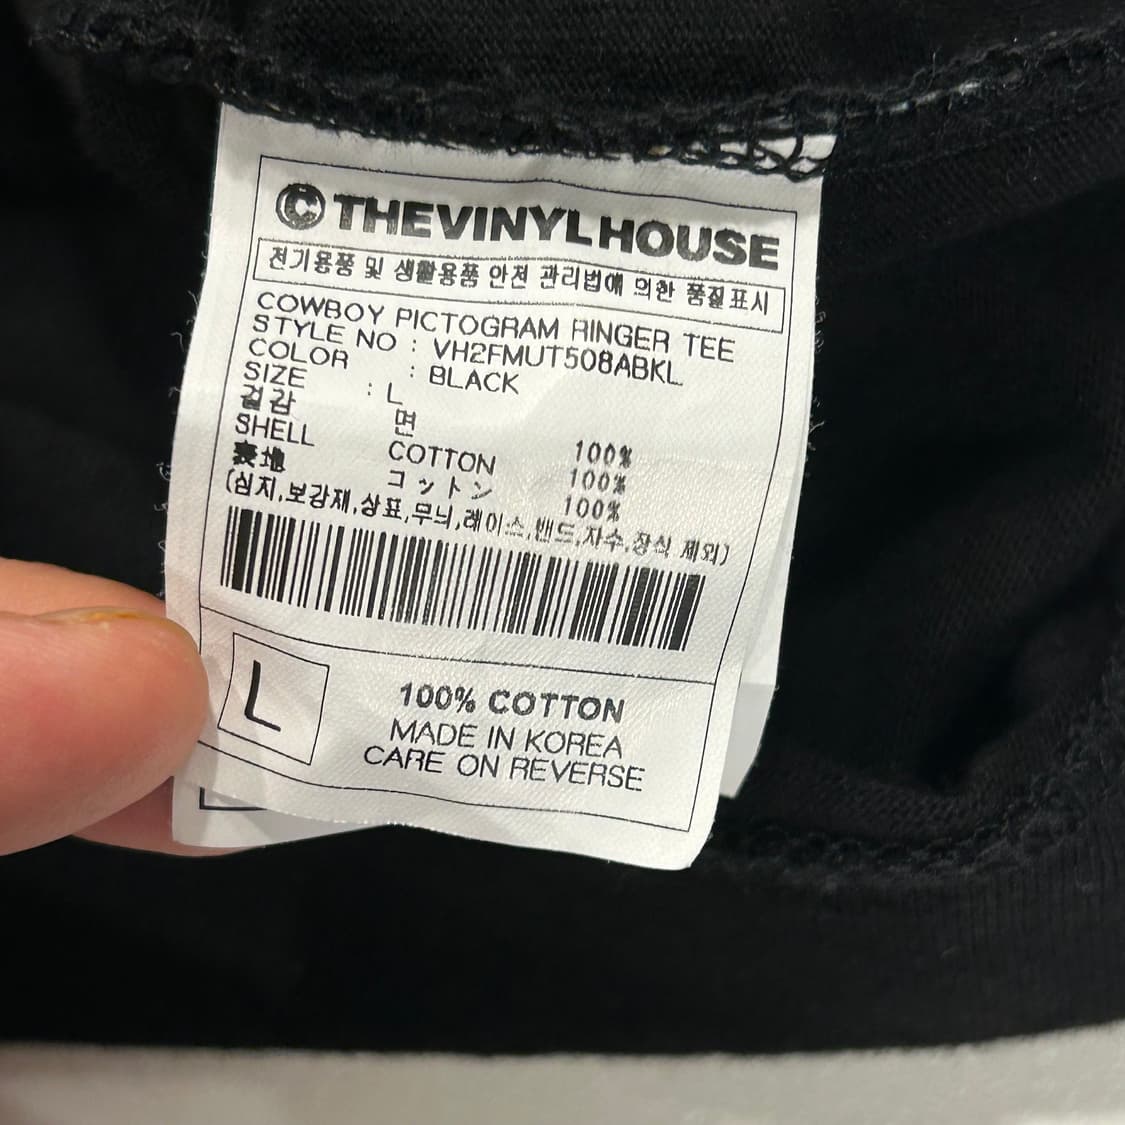 © THEVINYLHOUSE
전기용품 및 생활용품 안전 관리법에 의한 품질표시
COWBOY PICTOGRAM RINGER TEE
STYLE NO : VH2FMUT508ABKL
COLOR : BLACK
SIZE : L
겉감 면 100%
SHELL COTTON 100%
表地 コットン 100%
(심지,보강재,상표,무늬,레이스,밴드,자수,장식 제외)
L
100% COTTON
MADE IN KOREA
CARE ON REVERSE